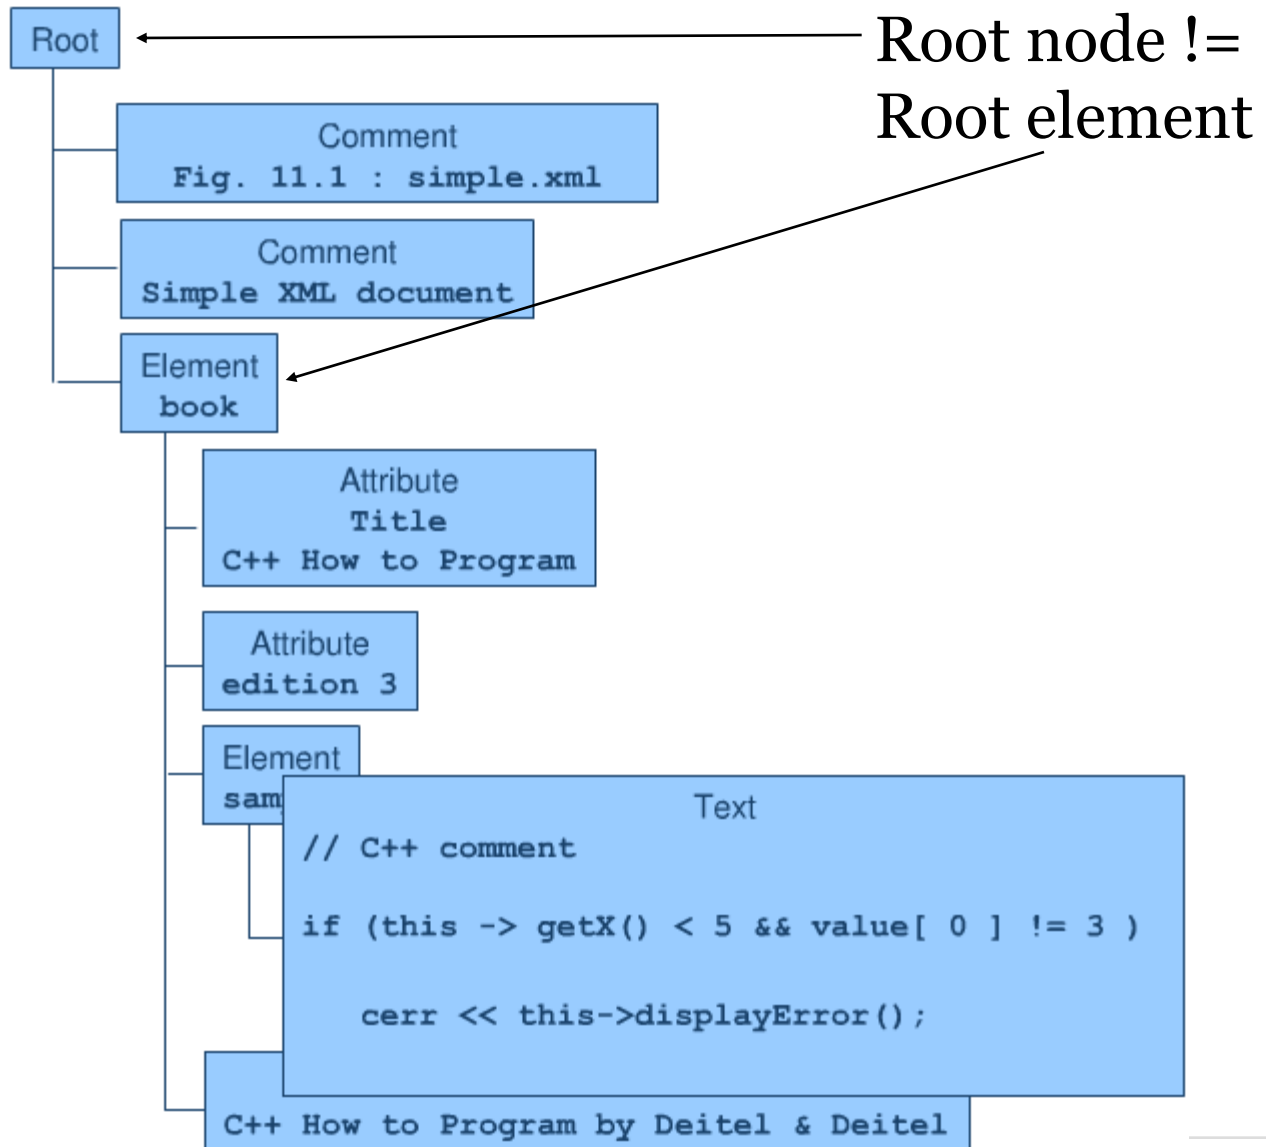 Root
Root node !=
Root element
Comment
Fig. 11.1 : simple.xml
Comment
Simple XML document
Element
book
Attribute
Title
C++ How to Program
Attribute
edition 3
Element
Text
// C++ comment
if (this -> getX() < 5 && value[ 0 ] != 3 )
cerr << this->displayError();
C++ How to Program by Deitel & Deitel